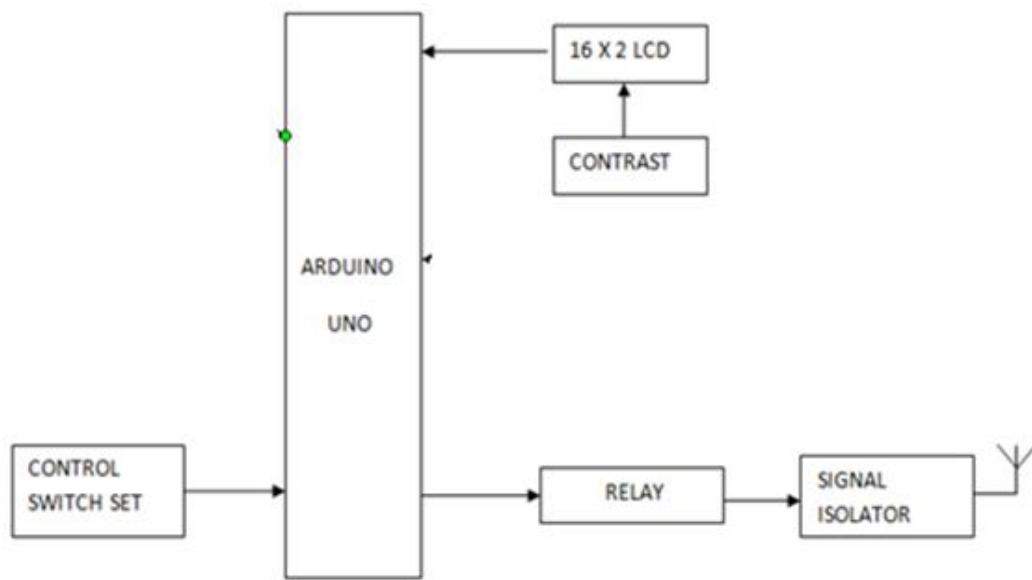 16 X 2 LCD
CONTRAST
ARDUINO
UNO
CONTROL
SWITCH SET
RELAY
SIGNAL
ISOLATOR